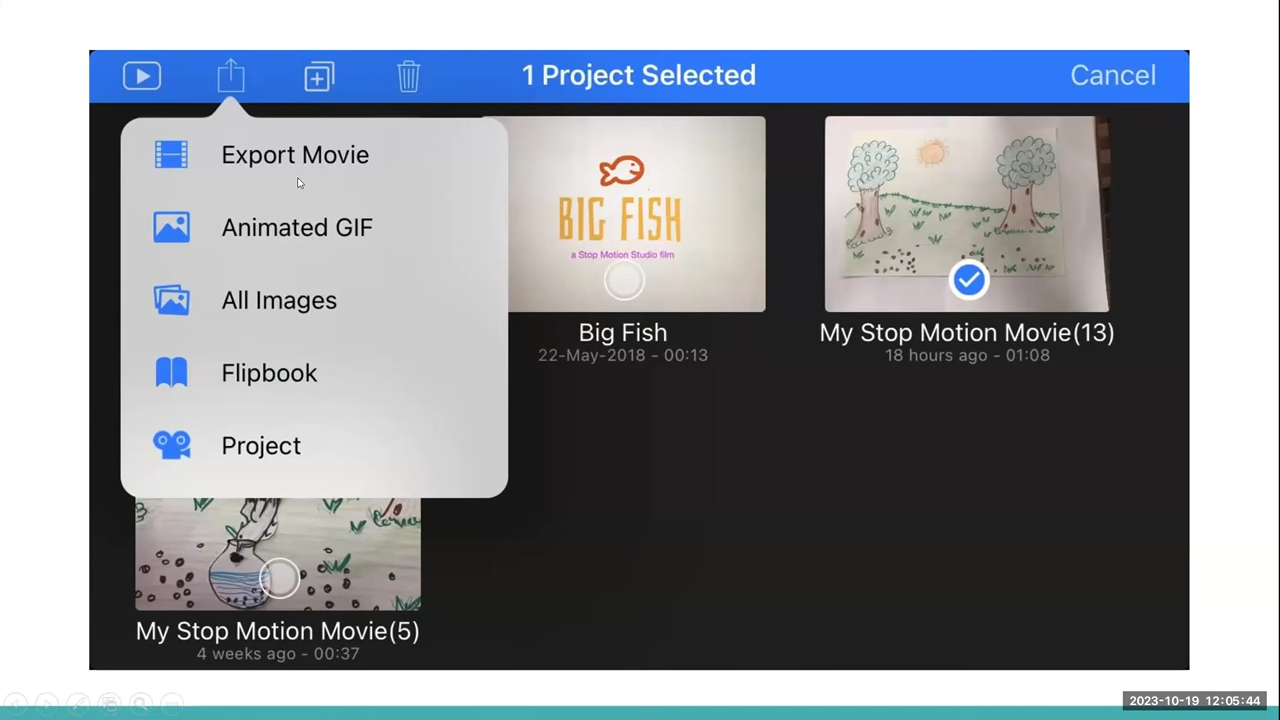 1 Project Selected
Cancel
Export Movie
Animated GIF
All Images
Flipbook
Project
BIG FISH
a Stop Motion Studio film
Big Fish
22-May-2018 - 00:13
My Stop Motion Movie(13)
18 hours ago - 01:08
My Stop Motion Movie(5)
4 weeks ago - 00:37
2023-10-19 12:05:44